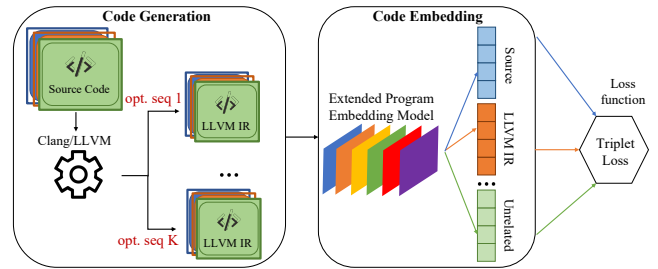 Code Generation
Source Code
Clang/LLVM
opt. seq 1
LLVM IR
...
opt. seq K
LLVM IR
Code Embedding
Extended Program
Embedding Model
Source
LLVM IR
...
Unrelated
Loss
function
Triplet
Loss